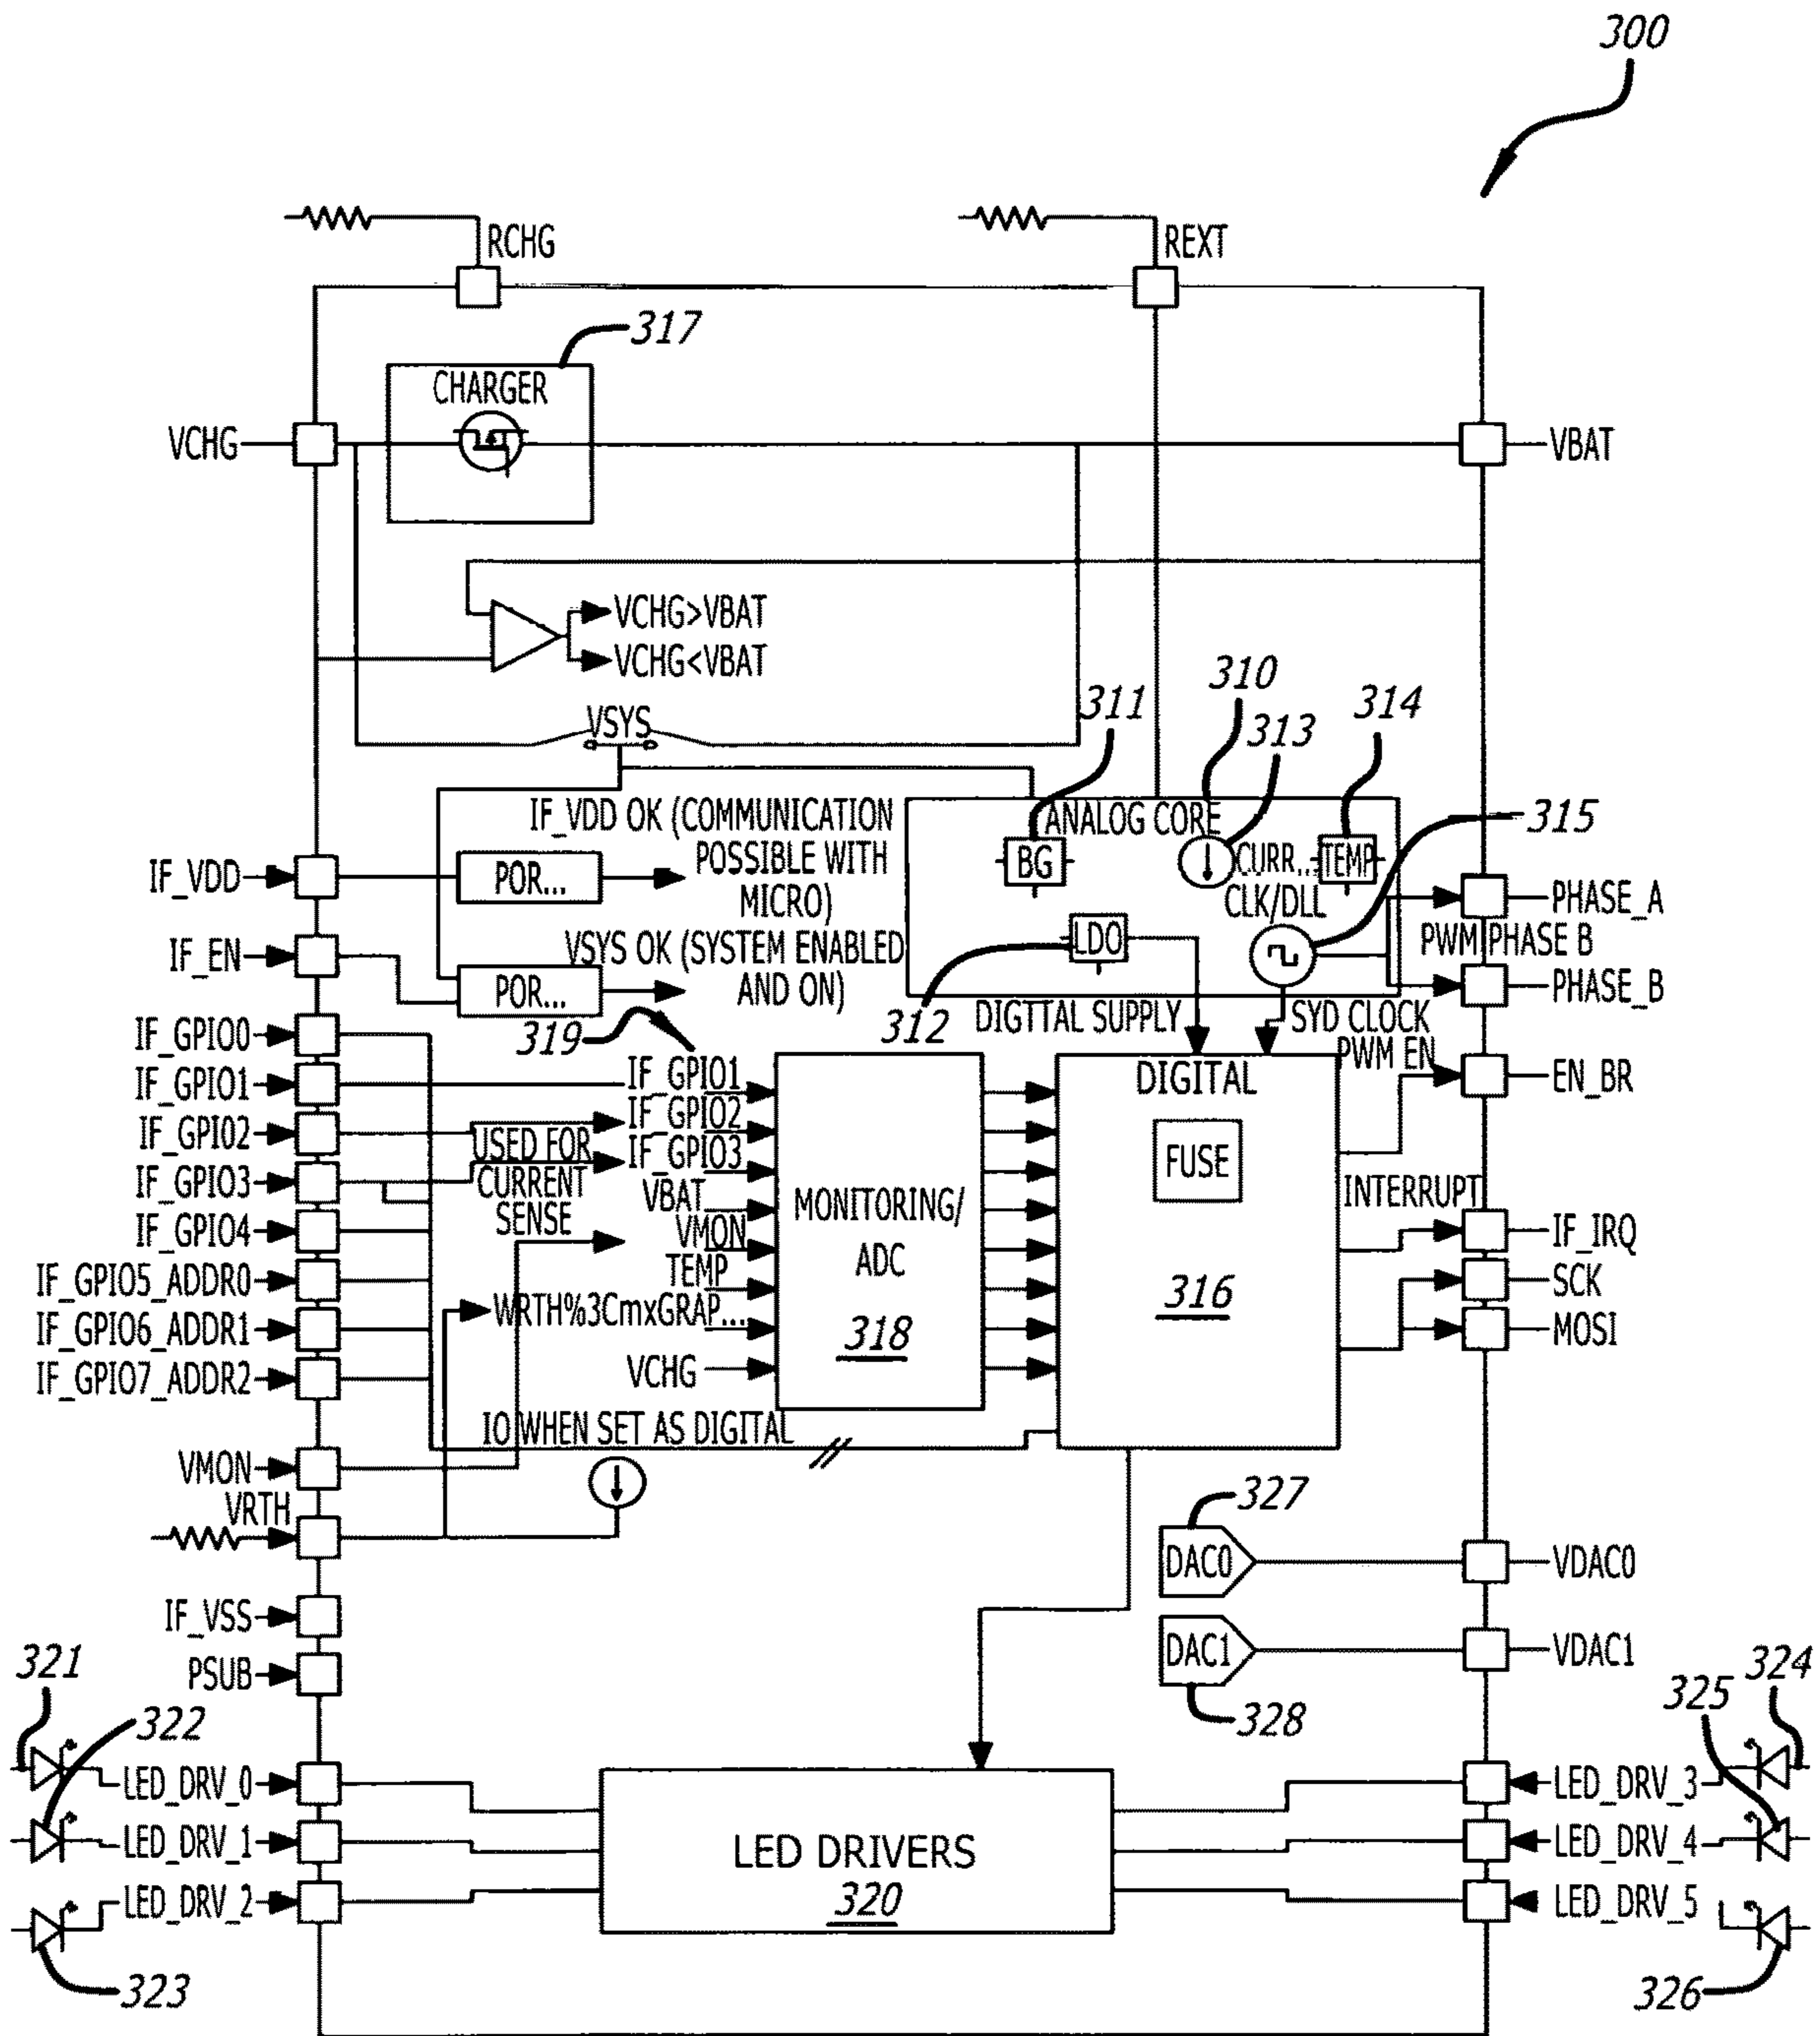 300
RCHG
REXT
317
CHARGER
VCHG
VBAT
VCHG>VBAT
VCHG<VBAT
310
311
313
314
VSYS
315
IF_VDD OK (COMMUNICATION
POSSIBLE WITH
MICRO)
ANALOG CORE
BG
CURR...
TEMP
CLK/DLL
IF_VDD
POR...
PHASE_A
PWM PHASE B
VSYS OK (SYSTEM ENABLED
AND ON)
LDO
IF_EN
POR...
PHASE_B
319
312
DIGTTAL SUPPLY
SYD CLOCK
PWM EN
IF_GPIO0
IF_GPIO1
IF_GPIO2
IF_GPIO3
IF_GPIO4
IF_GPIO5_ADDR0
IF_GPIO6_ADDR1
IF_GPIO7_ADDR2
USED FOR
CURRENT
SENSE
IF_GPIO1
IF_GPIO2
IF_GPIO3
VBAT
VMON
TEMP
WRTH%3CmxGRAP...
VCHG
MONITORING/
ADC
318
DIGITAL
FUSE
316
EN_BR
INTERRUPT
IF_IRQ
SCK
MOSI
IO WHEN SET AS DIGITAL
VMON
VRTH
327
DAC0
VDAC0
IF_VSS
PSUB
DAC1
VDAC1
328
321
322
324
325
LED_DRV_0
LED_DRV_1
LED_DRV_2
323
LED DRIVERS
320
LED_DRV_3
LED_DRV_4
LED_DRV_5
326